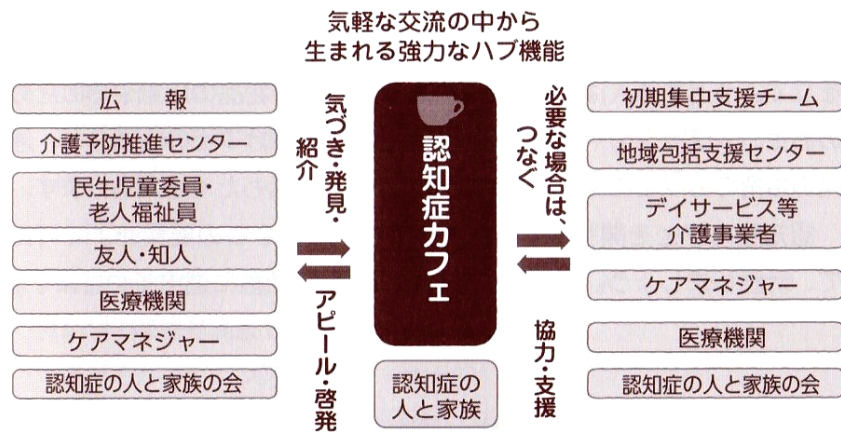 気軽な交流の中から
生まれる強力なハブ機能
広　報
介護予防推進センター
民生児童委員・
老人福祉員
友人・知人
医療機関
ケアマネジャー
認知症の人と家族の会
気づき・発見・
紹介
アピール・啓発
認知症カフェ
認知症の
人と家族
必要な場合は、
つなぐ
協力・支援
初期集中支援チーム
地域包括支援センター
デイサービス等
介護事業者
ケアマネジャー
医療機関
認知症の人と家族の会